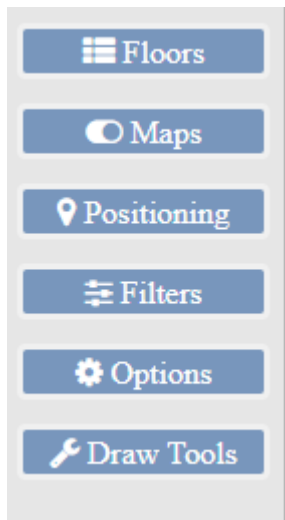 Floors
Maps
Positioning
Filters
Options
Draw Tools